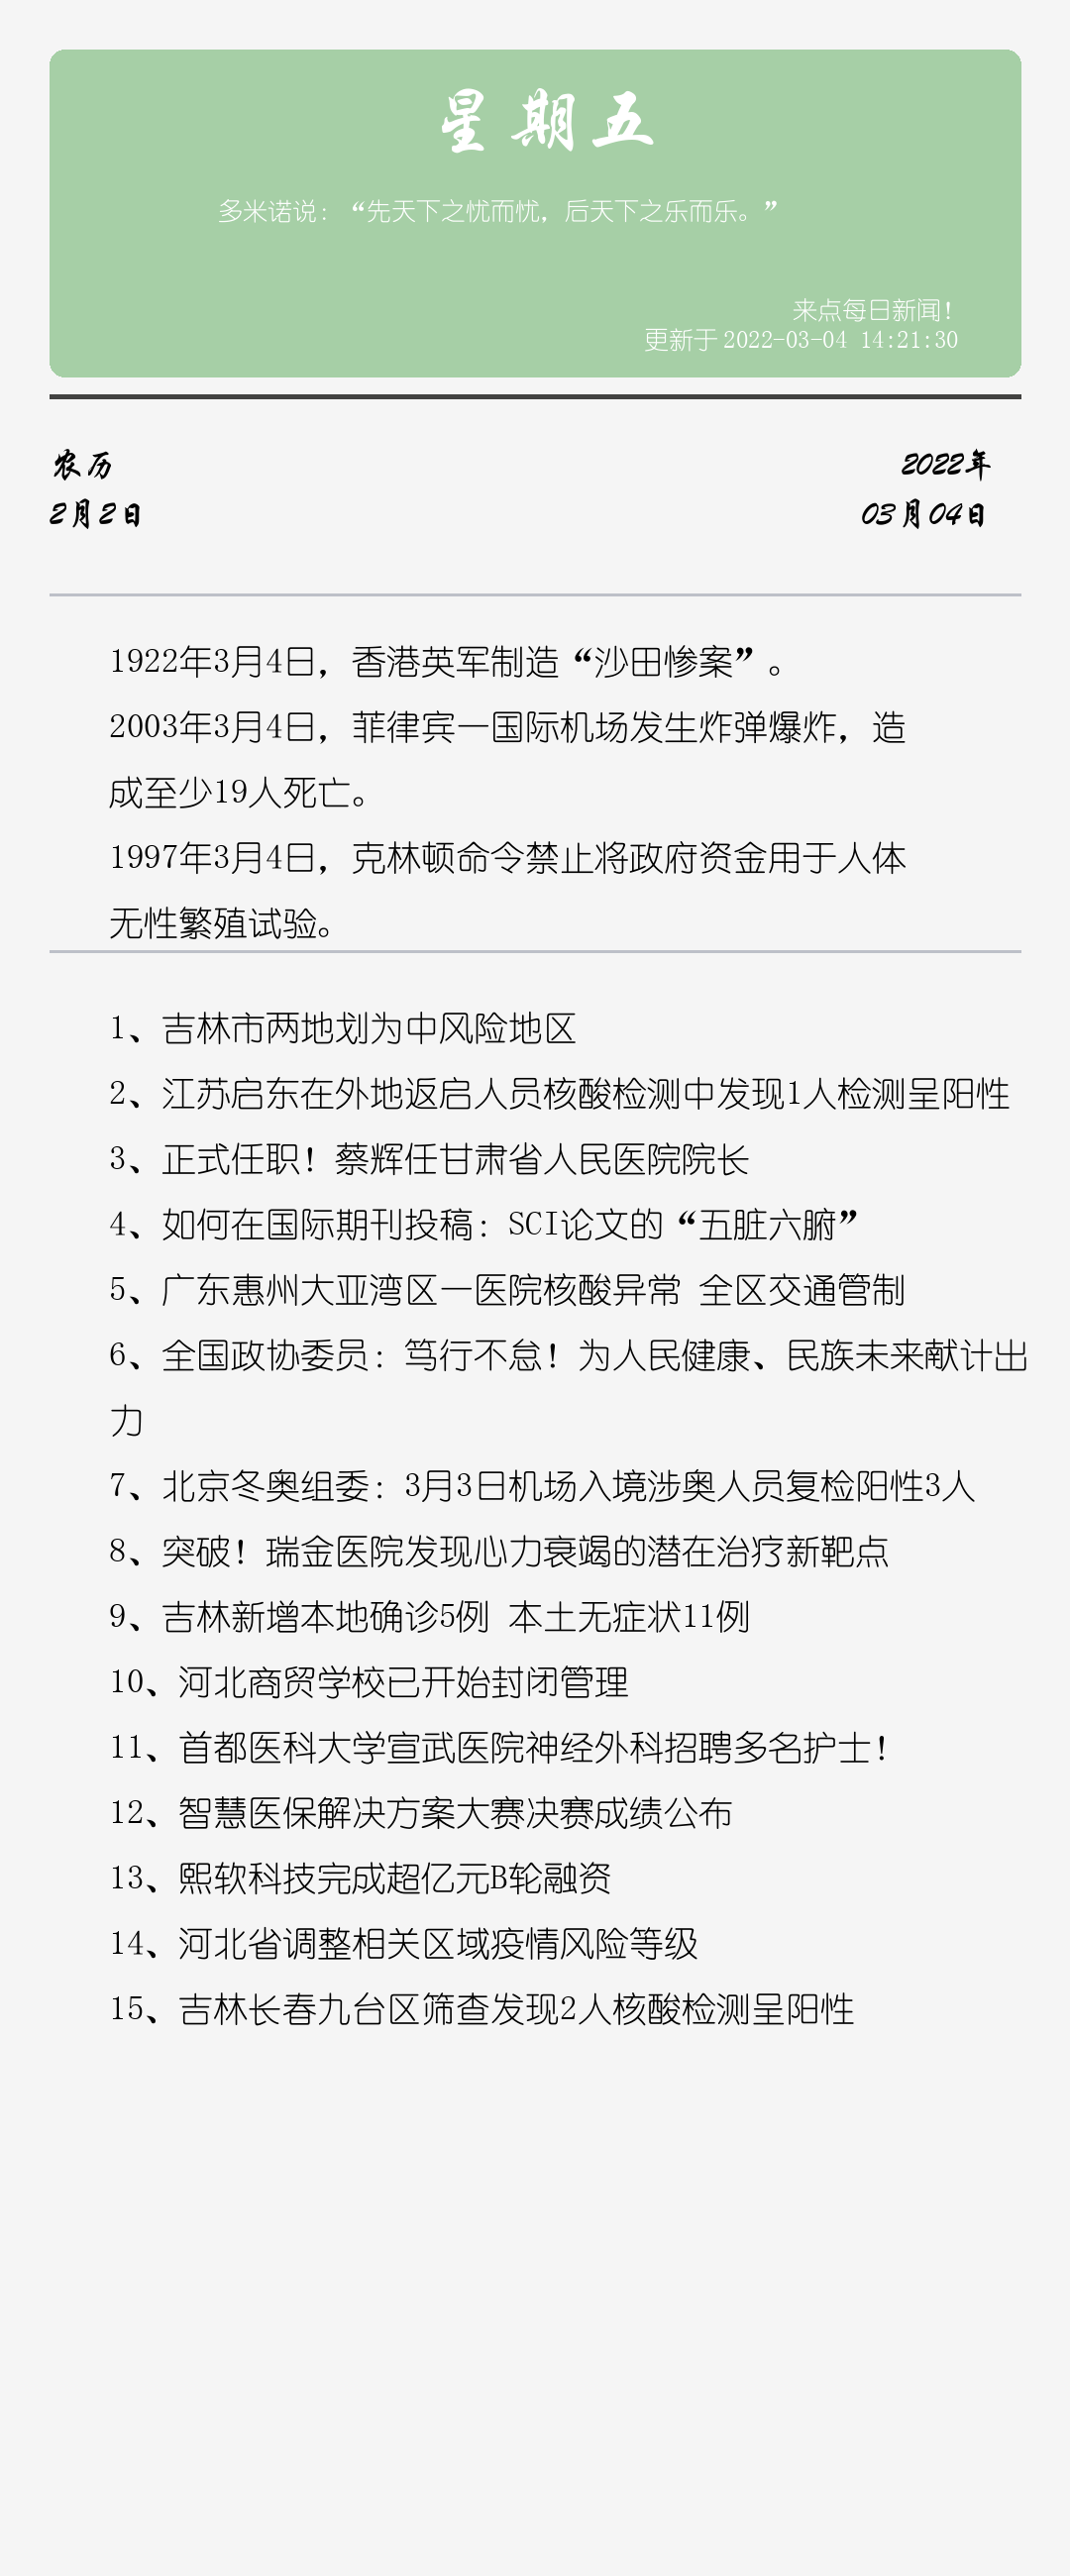 星期五
多米诺说：“先天下之忧而忧，后天下之乐而乐。”
来点每日新闻！
更新于2022-03-04 14:21:30
农历
2022年
2月2日
03月04日
1922年3月4日，香港英军制造“沙田惨案”。
2003年3月4日，菲律宾一国际机场发生炸弹爆炸，造
成至少19人死亡。
1997年3月4日，克林顿命令禁止将政府资金用于人体
无性繁殖试验。
1、吉林市两地划为中风险地区
2、江苏启东在外地返启人员核酸检测中发现1人检测呈阳性
3、正式任职！蔡辉任甘肃省人民医院院长
4、如何在国际期刊投稿：SCI论文的“五脏六腑”
5、广东惠州大亚湾区一医院核酸异常 全区交通管制
6、全国政协委员：笃行不怠！为人民健康、民族未来献计出
力
7、北京冬奥组委：3月3日机场入境涉奥人员复检阳性3人
8、突破！瑞金医院发现心力衰竭的潜在治疗新靶点
9、吉林新增本地确诊5例 本土无症状11例
10、河北商贸学校已开始封闭管理
11、首都医科大学宣武医院神经外科招聘多名护士！
12、智慧医保解决方案大赛决赛成绩公布
13、熙软科技完成超亿元B轮融资
14、河北省调整相关区域疫情风险等级
15、吉林长春九台区筛查发现2人核酸检测呈阳性